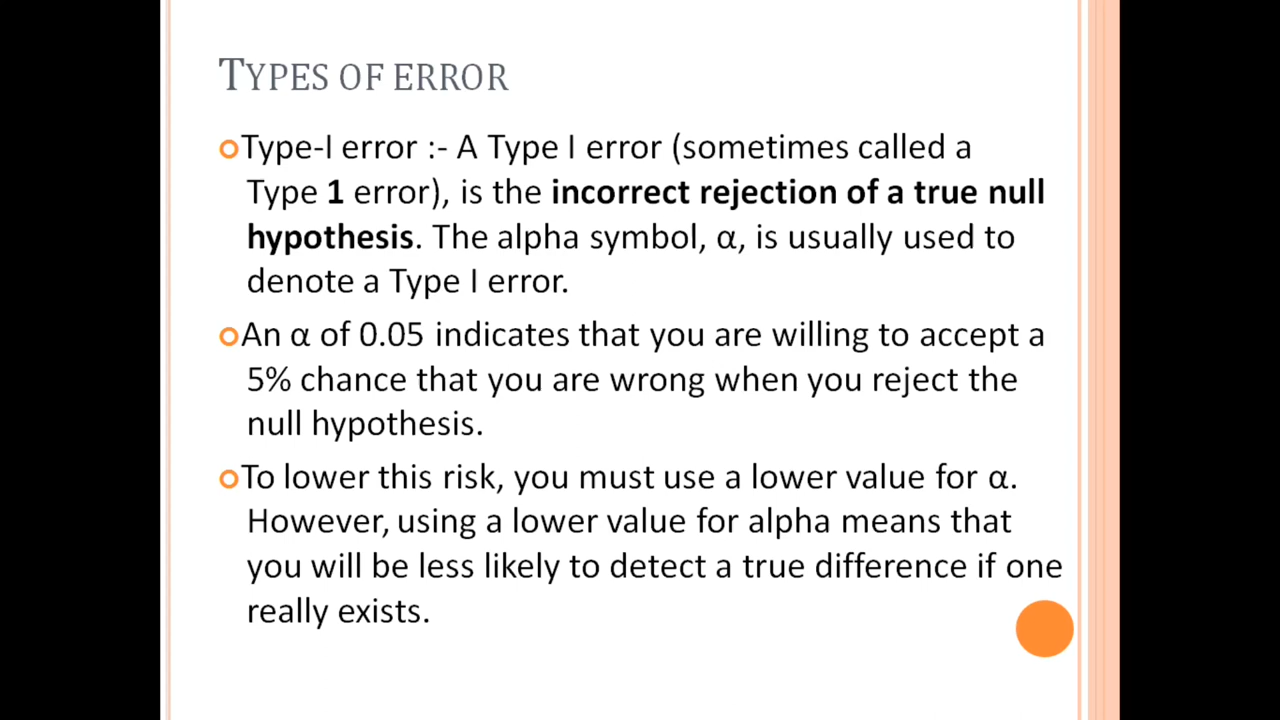 TYPES OF ERROR
Type-I error :- A Type I error (sometimes called a
Type 1 error), is the incorrect rejection of a true null
hypothesis. The alpha symbol, α, is usually used to
denote a Type I error.
An α of 0.05 indicates that you are willing to accept a
5% chance that you are wrong when you reject the
null hypothesis.
To lower this risk, you must use a lower value for α.
However, using a lower value for alpha means that
you will be less likely to detect a true difference if one
really exists.